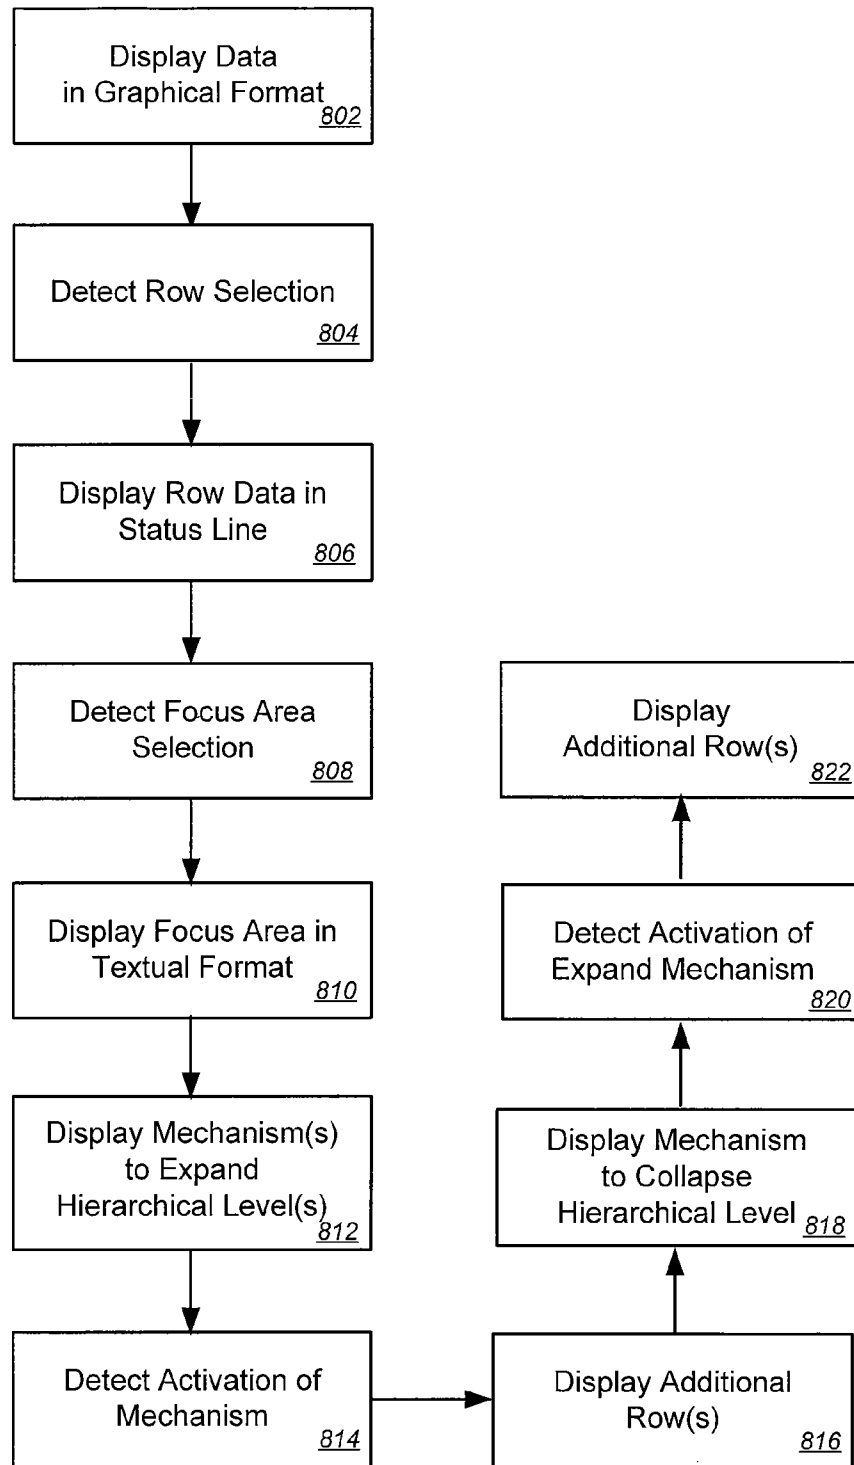 Display Data
in Graphical Format
802
Detect Row Selection
804
Display Row Data in
Status Line
806
Detect Focus Area
Selection
808
Display Focus Area in
Textual Format
810
Display Mechanism(s)
to Expand
Hierarchical Level(s)
812
Detect Activation of
Mechanism
814
Display Additional
Row(s)
816
Display Mechanism
to Collapse
Hierarchical Level
818
Detect Activation of
Expand Mechanism
820
Display
Additional Row(s)
822